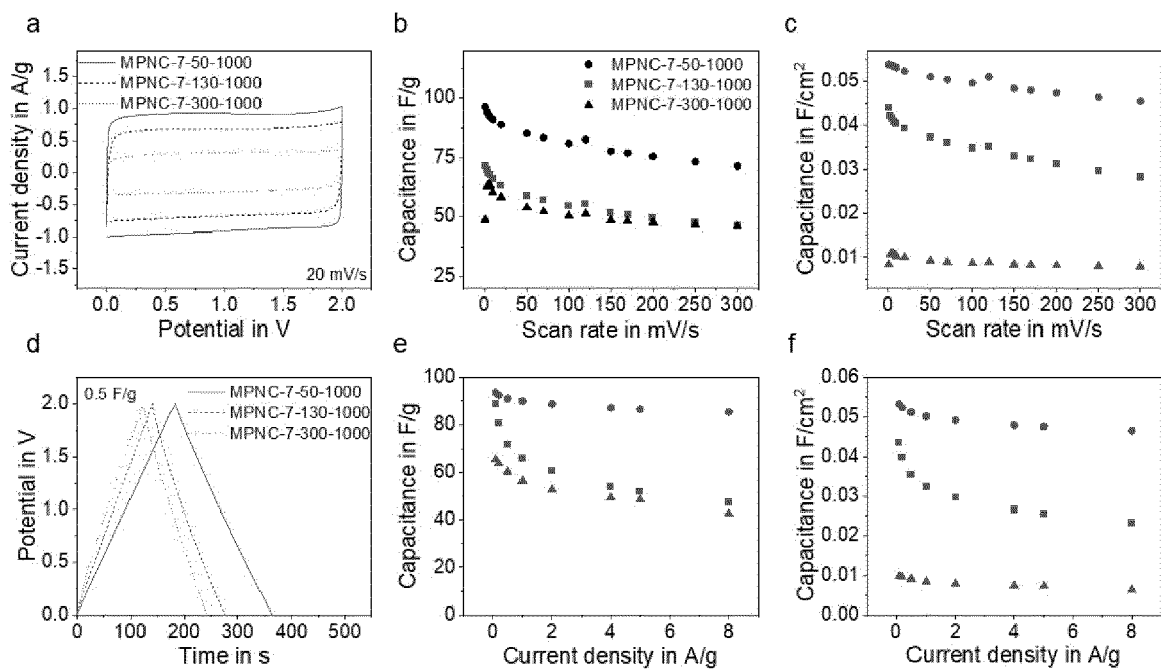 a
Current density in A/g
MPNC-7-50-1000
MPNC-7-130-1000
MPNC-7-300-1000
1.5
1.0
0.5
0.0
-0.5
-1.0
-1.5
20 mV/s
0.0 0.5 1.0 1.5 2.0
Potential in V
b
Capacitance in F/g
MPNC-7-50-1000
MPNC-7-130-1000
MPNC-7-300-1000
100
75
50
25
0 50 100 150 200 250 300
Scan rate in mV/s
c
Capacitance in F/cm²
0.05
0.04
0.03
0.02
0.01
0 50 100 150 200 250 300
Scan rate in mV/s
d
Potential in V
0.5 F/g
MPNC-7-50-1000
MPNC-7-130-1000
MPNC-7-300-1000
2.0
1.5
1.0
0.5
0.0
0 100 200 300 400 500
Time in s
e
Capacitance in F/g
100
80
60
40
20
0
0 2 4 6 8
Current density in A/g
f
Capacitance in F/cm²
0.06
0.05
0.04
0.03
0.02
0.01
0.00
0 2 4 6 8
Current density in A/g